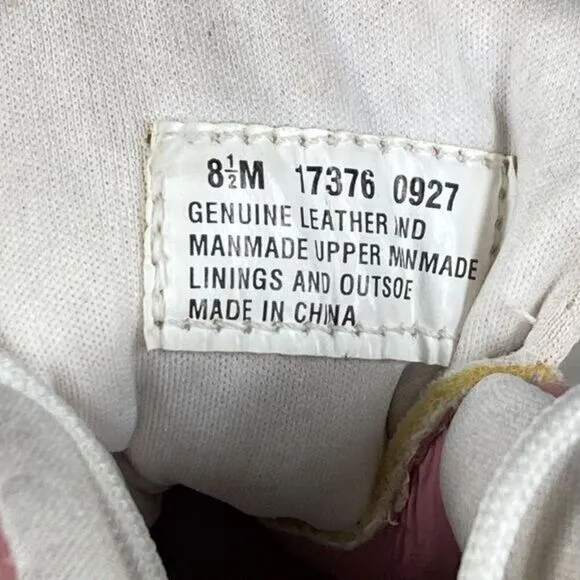 8½M 17376 0927
GENUINE LEATHER AND
MANMADE UPPER MANMADE
LININGS AND OUTSOE
MADE IN CHINA